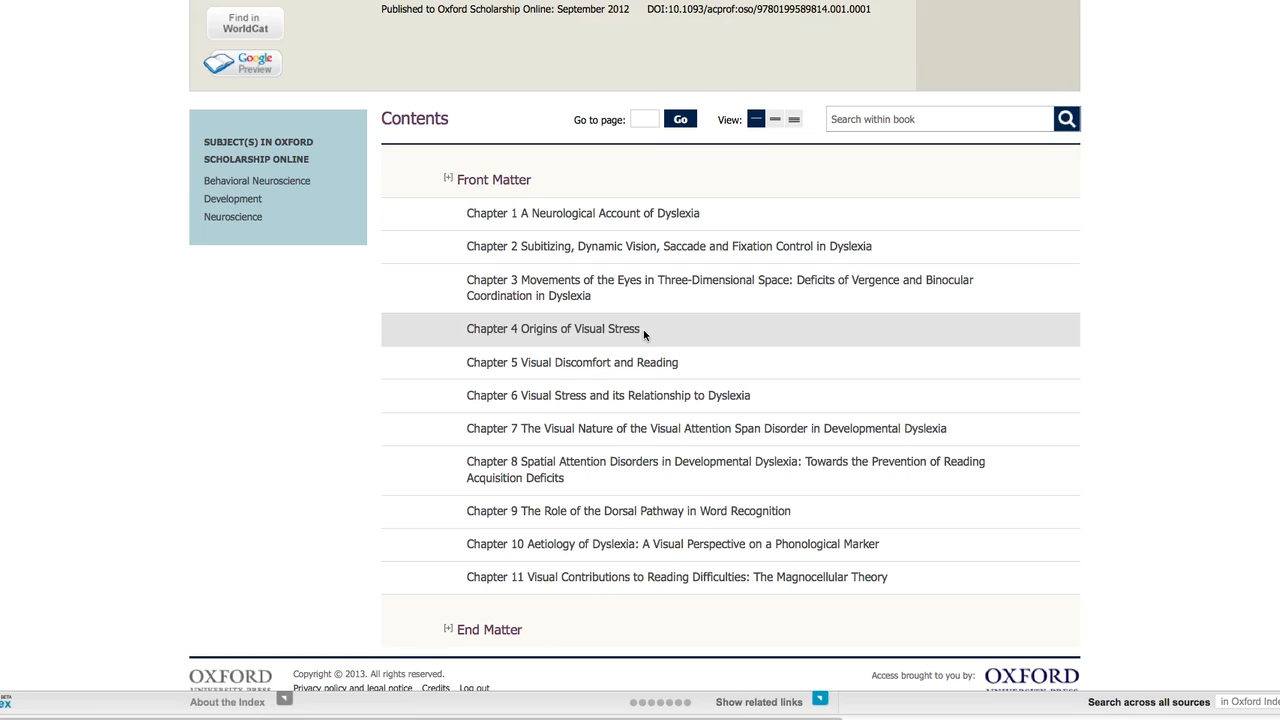 Find in
WorldCat
Published to Oxford Scholarship Online: September 2012 DOI:10.1093/acprof:oso/9780199589814.001.0001
Google
Preview
SUBJECT(S) IN OXFORD
SCHOLARSHIP ONLINE
Behavioral Neuroscience
Development
Neuroscience
Contents
Go to page: Go View: Search within book
[+] Front Matter
Chapter 1 A Neurological Account of Dyslexia
Chapter 2 Subitizing, Dynamic Vision, Saccade and Fixation Control in Dyslexia
Chapter 3 Movements of the Eyes in Three-Dimensional Space: Deficits of Vergence and Binocular
Coordination in Dyslexia
Chapter 4 Origins of Visual Stress
Chapter 5 Visual Discomfort and Reading
Chapter 6 Visual Stress and its Relationship to Dyslexia
Chapter 7 The Visual Nature of the Visual Attention Span Disorder in Developmental Dyslexia
Chapter 8 Spatial Attention Disorders in Developmental Dyslexia: Towards the Prevention of Reading
Acquisition Deficits
Chapter 9 The Role of the Dorsal Pathway in Word Recognition
Chapter 10 Aetiology of Dyslexia: A Visual Perspective on a Phonological Marker
Chapter 11 Visual Contributions to Reading Difficulties: The Magnocellular Theory
[+] End Matter
OXFORD
UNIVERSITY PRESS
Copyright © 2013. All rights reserved.
Privacy policy and legal notice Credits Log out
Access brought to you by:
OXFORD
UNIVERSITY PRESS
BETA
ex
About the Index
Show related links
Search across all sources
in Oxford Inde